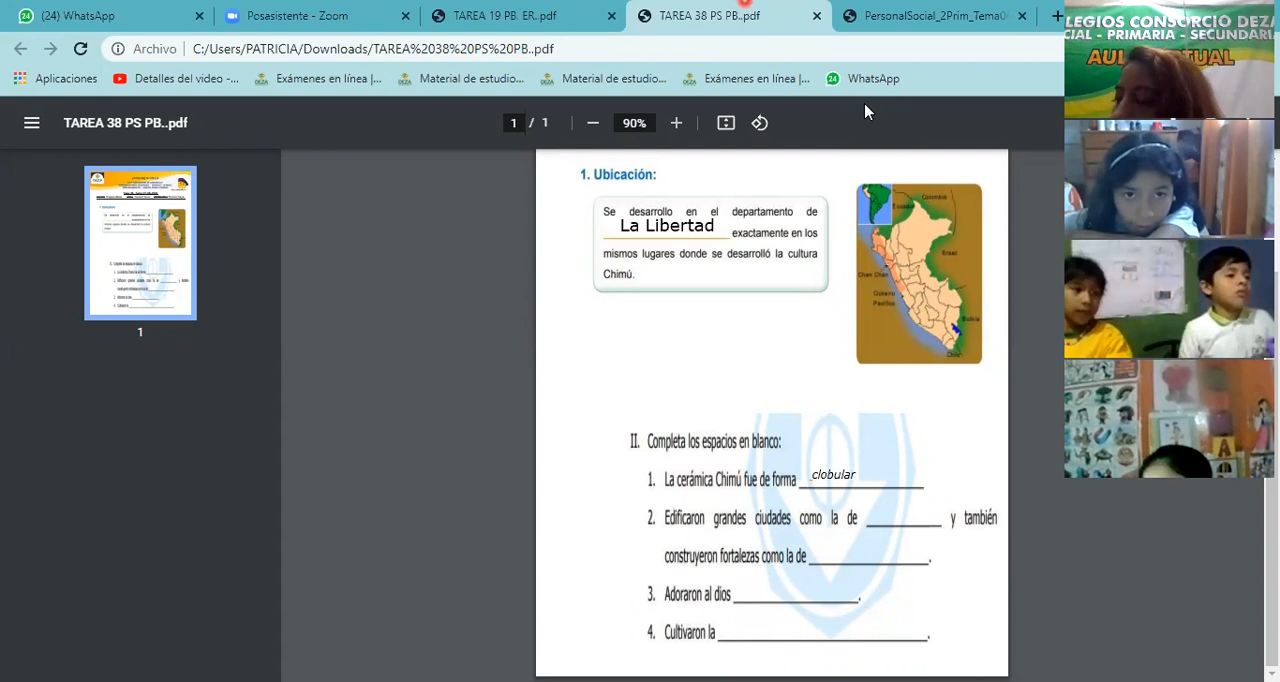 (24) WhatsApp
Posasistente - Zoom
TAREA 19 PB. ER..pdf
TAREA 38 PS PB..pdf
PersonalSocial_2Prim_Tema0
Archivo
C:/Users/PATRICIA/Downloads/TAREA%2038%20PS%20PB..pdf
Aplicaciones
Detalles del video -...
Exámenes en línea |...
Material de estudio...
Material de estudio...
Exámenes en línea |...
WhatsApp
TAREA 38 PS PB..pdf
1 / 1
90%
1
LEGIOS CONSORCIO DEZA
CIAL - PRIMARIA - SECUNDARIA
1. Ubicación:
Se desarrollo en el departamento de
La Libertad exactamente en los
mismos lugares donde se desarrolló la cultura
Chimú.
Colombia
Ecuador
Brasil
Chan Chan
Océano
Pacífico
Bolivia
Chile
II. Completa los espacios en blanco:
1. La cerámica Chimú fue de forma clobular
2. Edificaron grandes ciudades como la de __________ y también
construyeron fortalezas como la de __________.
3. Adoraron al dios __________.
4. Cultivaron la __________.